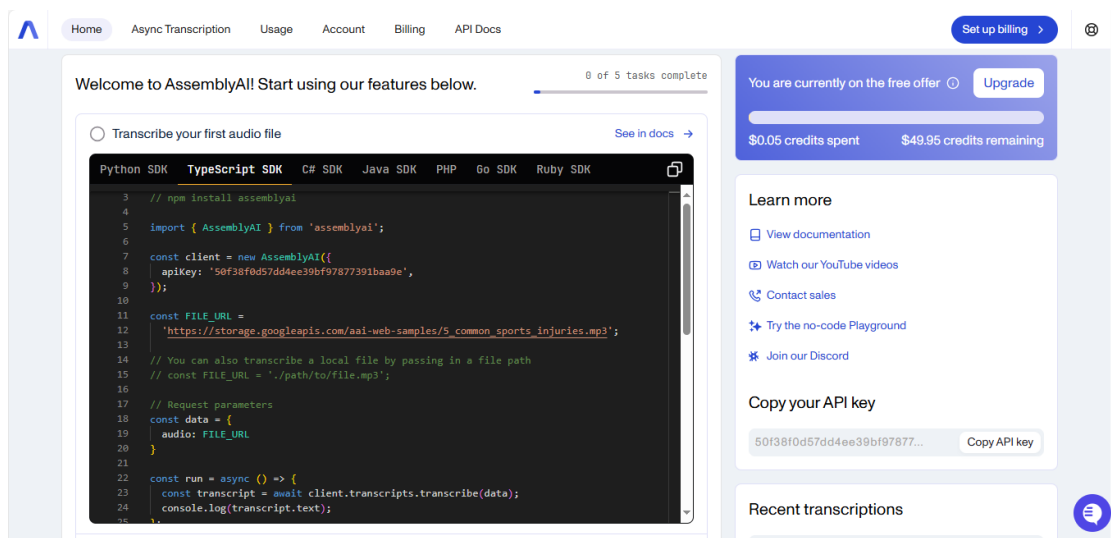 Home Async Transcription Usage Account Billing API Docs Set up billing
Welcome to AssemblyAI! Start using our features below.
0 of 5 tasks complete
Transcribe your first audio file
See in docs
Python SDK TypeScript SDK C# SDK Java SDK PHP Go SDK Ruby SDK
3 // npm install assemblyai
4
5 import { AssemblyAI } from 'assemblyai';
6
7 const client = new AssemblyAI({
8 apiKey: '50f38f0d57dd4ee39bf97877391baa9e',
9 });
10
11 const FILE_URL =
12 'https://storage.googleapis.com/aai-web-samples/5_common_sports_injuries.mp3';
13
14 // You can also transcribe a local file by passing in a file path
15 // const FILE_URL = './path/to/file.mp3';
16
17 // Request parameters
18 const data = {
19 audio: FILE_URL
20 }
21
22 const run = async () => {
23 const transcript = await client.transcripts.transcribe(data);
24 console.log(transcript.text);
25 };
You are currently on the free offer
Upgrade
$0.05 credits spent $49.95 credits remaining
Learn more
View documentation
Watch our YouTube videos
Contact sales
Try the no-code Playground
Join our Discord
Copy your API key
50f38f0d57dd4ee39bf97877... Copy API key
Recent transcriptions